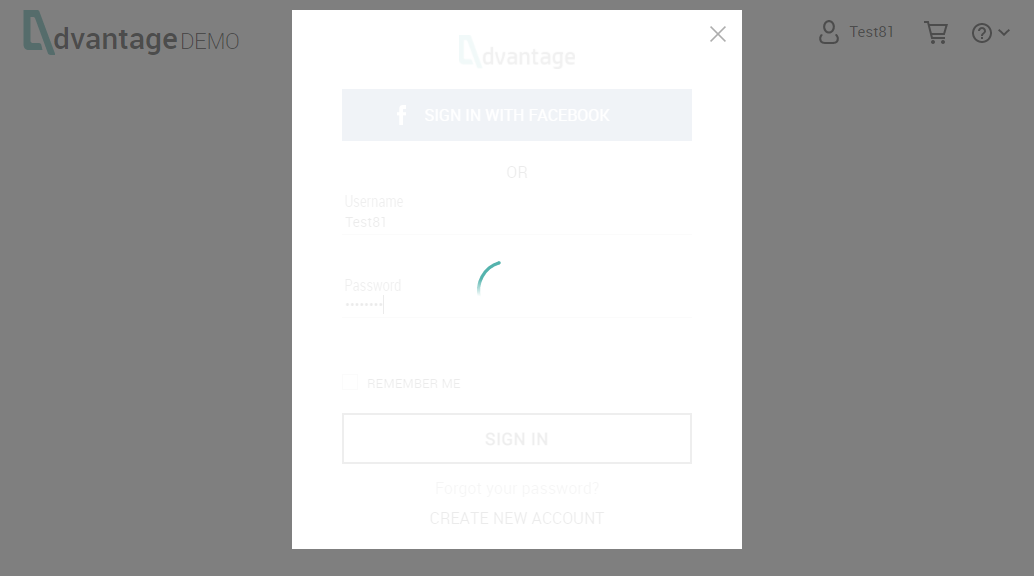 dvantage DEMO
Test81
dvantage
SIGN IN WITH FACEBOOK
OR
Username
Test81
Password
••••••••
REMEMBER ME
SIGN IN
Forgot your password?
CREATE NEW ACCOUNT